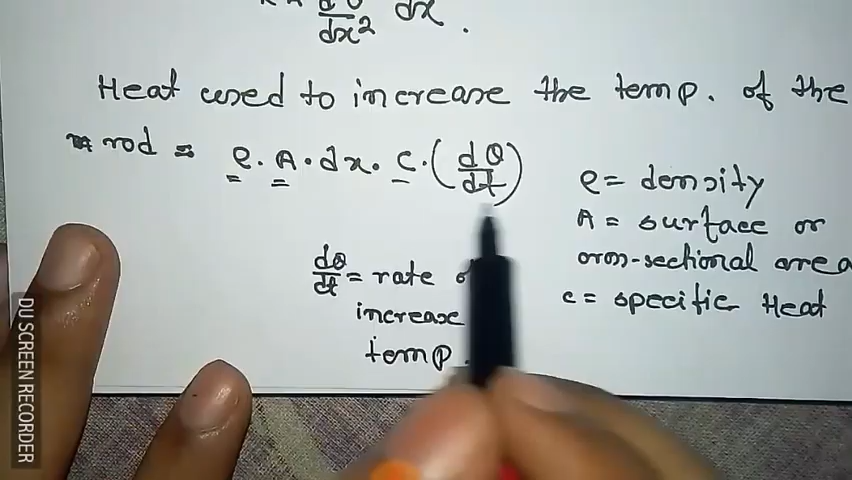 dx² dx .
Heat used to increase the temp. of the
rod = ρ . A . dx . c . (dθ/dt)
ρ = density
A = surface or
cross-sectional area
c = specific Heat
dθ/dt = rate
increase
temp.
DU SCREEN RECORDER